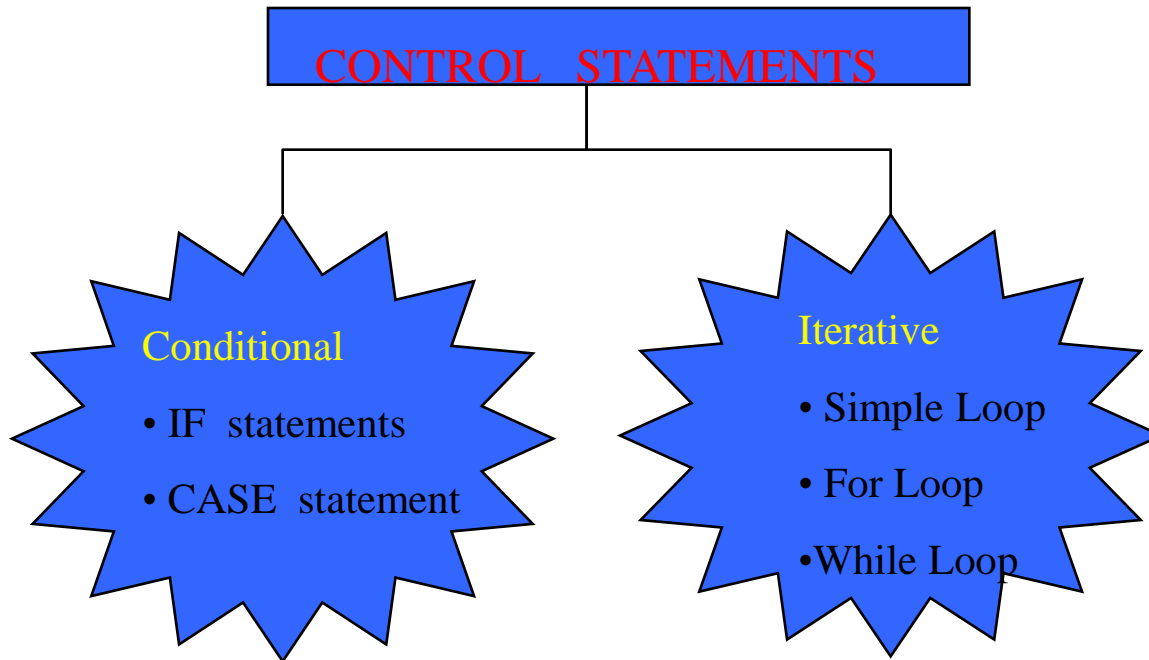 CONTROL STATEMENTS
Conditional
• IF statements
• CASE statement
Iterative
• Simple Loop
• For Loop
•While Loop